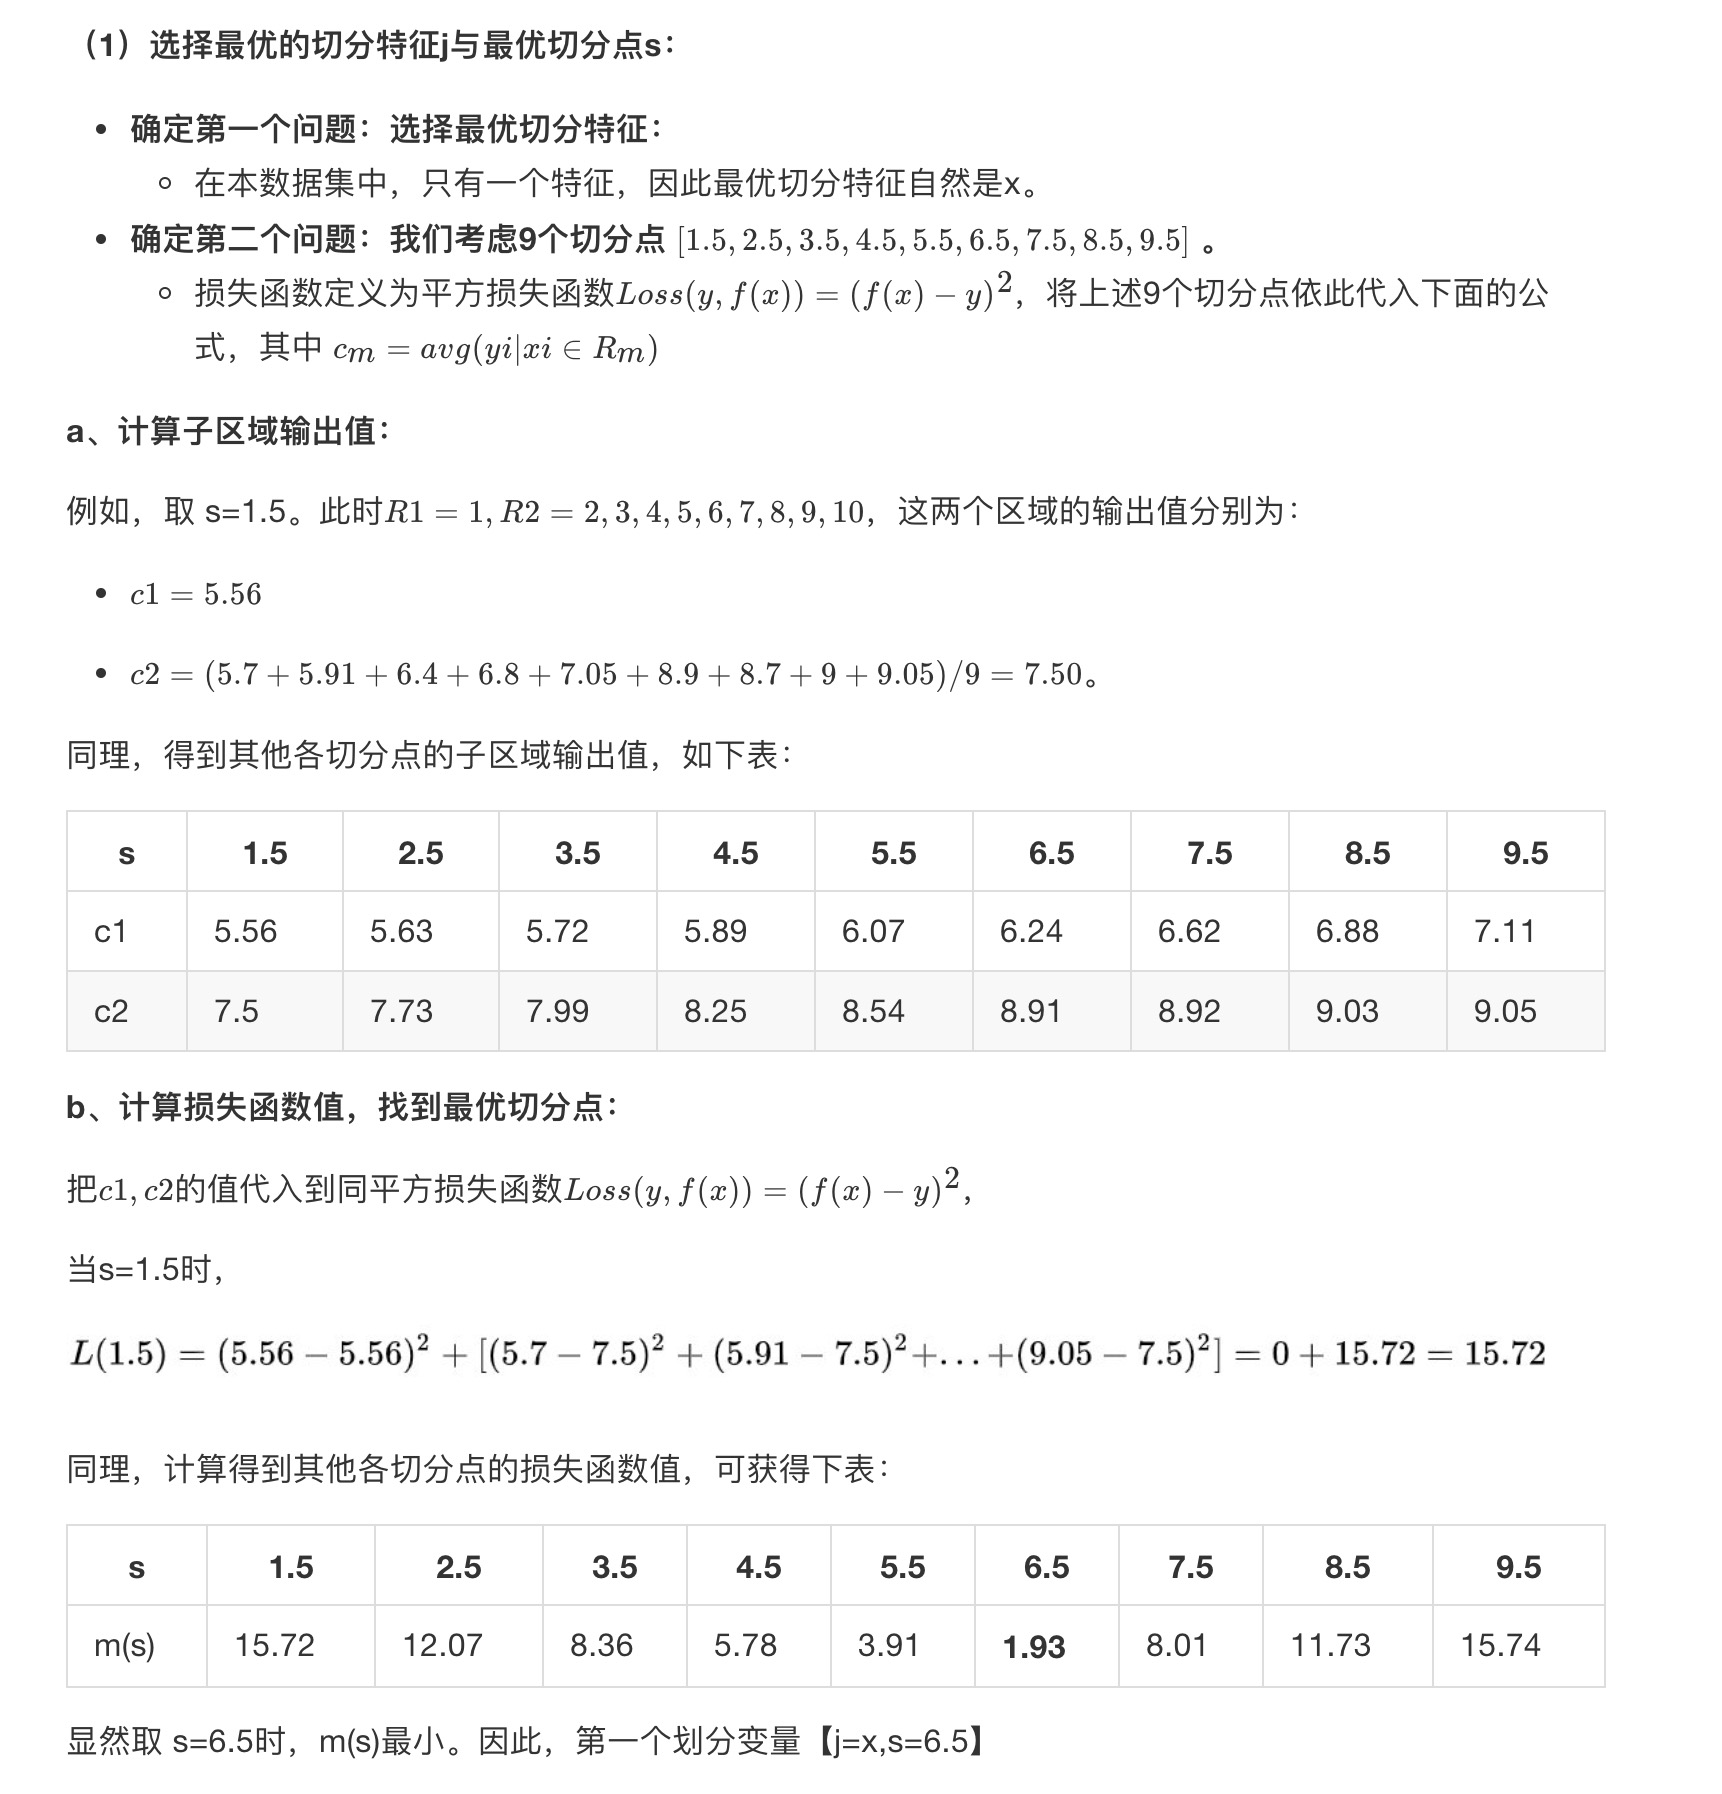 （1）选择最优的切分特征j与最优切分点s：
• 确定第一个问题：选择最优切分特征：
◦ 在本数据集中，只有一个特征，因此最优切分特征自然是x。
• 确定第二个问题：我们考虑9个切分点 [1.5, 2.5, 3.5, 4.5, 5.5, 6.5, 7.5, 8.5, 9.5] 。
◦ 损失函数定义为平方损失函数Loss(y, f(x)) = (f(x) − y)²，将上述9个切分点依此代入下面的公
式，其中 cm = avg(yi|xi ∈ Rm)
a、计算子区域输出值：
例如，取 s=1.5。此时R1 = 1, R2 = 2, 3, 4, 5, 6, 7, 8, 9, 10，这两个区域的输出值分别为：
• c1 = 5.56
• c2 = (5.7 + 5.91 + 6.4 + 6.8 + 7.05 + 8.9 + 8.7 + 9 + 9.05)/9 = 7.50。
同理，得到其他各切分点的子区域输出值，如下表：
s 1.5 2.5 3.5 4.5 5.5 6.5 7.5 8.5 9.5
c1 5.56 5.63 5.72 5.89 6.07 6.24 6.62 6.88 7.11
c2 7.5 7.73 7.99 8.25 8.54 8.91 8.92 9.03 9.05
b、计算损失函数值，找到最优切分点：
把c1, c2的值代入到同平方损失函数Loss(y, f(x)) = (f(x) − y)²，
当s=1.5时，
L(1.5) = (5.56 − 5.56)² + [(5.7 − 7.5)² + (5.91 − 7.5)²+…+(9.05 − 7.5)²] = 0 + 15.72 = 15.72
同理，计算得到其他各切分点的损失函数值，可获得下表：
s 1.5 2.5 3.5 4.5 5.5 6.5 7.5 8.5 9.5
m(s) 15.72 12.07 8.36 5.78 3.91 1.93 8.01 11.73 15.74
显然取 s=6.5时，m(s)最小。因此，第一个划分变量【j=x,s=6.5】